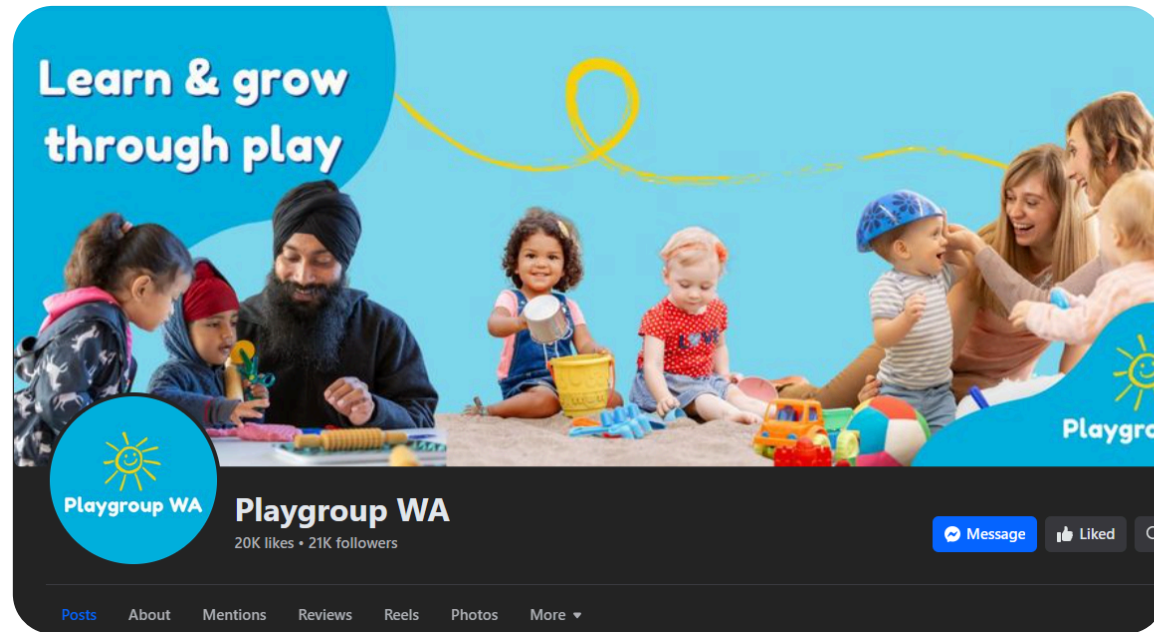 Learn & grow
through play
Playgro
Playgroup WA
Playgroup WA
20K likes • 21K followers
Message
Liked
Posts
About
Mentions
Reviews
Reels
Photos
More